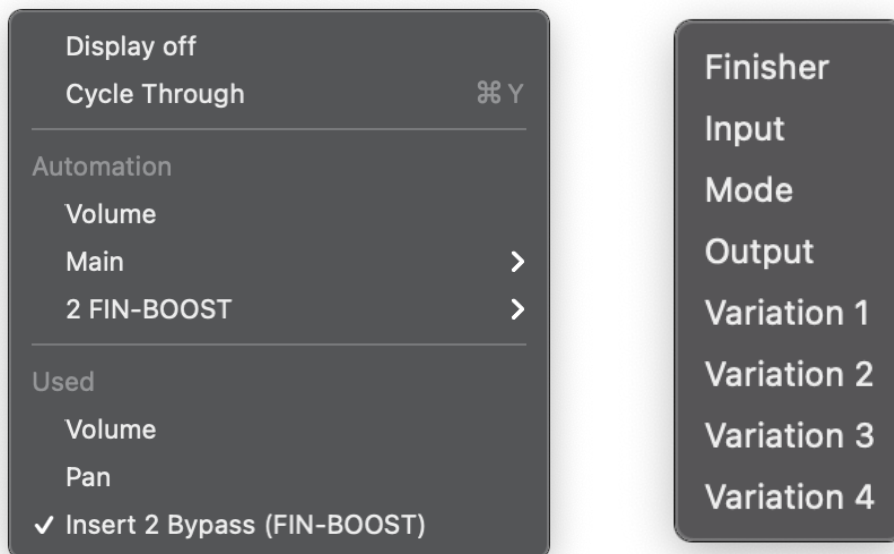 Display off
Cycle Through ⌘ Y
Automation
Volume
Main
2 FIN-BOOST
Used
Volume
Pan
✓ Insert 2 Bypass (FIN-BOOST)
Finisher
Input
Mode
Output
Variation 1
Variation 2
Variation 3
Variation 4